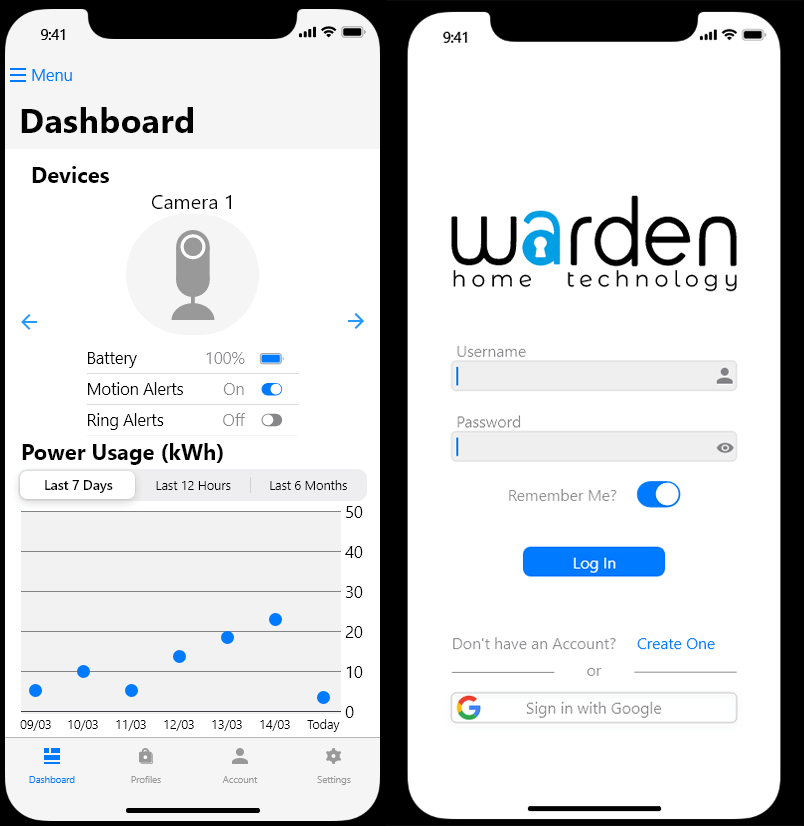 9:41
Menu
Dashboard
Devices
Camera 1
Battery 100%
Motion Alerts On
Ring Alerts Off
Power Usage (kWh)
Last 7 Days Last 12 Hours Last 6 Months
50
40
30
20
10
0
09/03 10/03 11/03 12/03 13/03 14/03 Today
Dashboard Profiles Account Settings
9:41
warden
home technology
Username
Password
Remember Me?
Log In
Don't have an Account? Create One
or
Sign in with Google